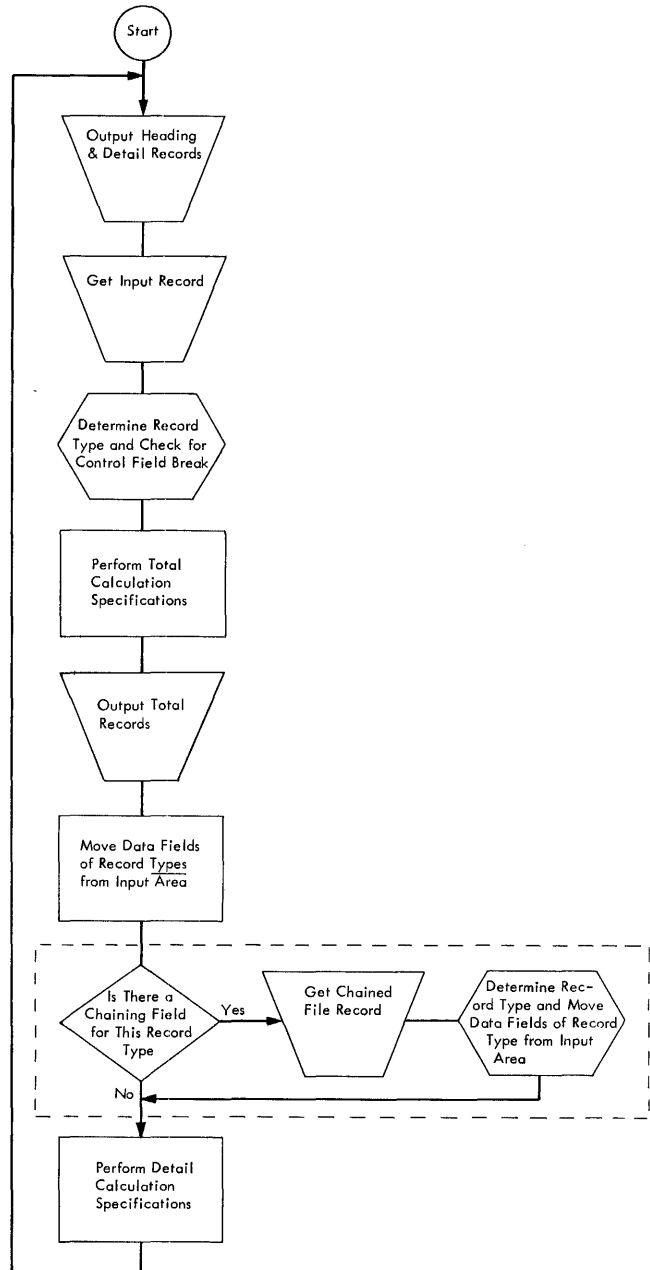 Start
Output Heading
& Detail Records
Get Input Record
Determine Record
Type and Check for
Control Field Break
Perform Total
Calculation
Specifications
Output Total
Records
Move Data Fields
of Record Types
from Input Area
Is There a
Chaining Field
for This Record
Type
Yes
Get Chained
File Record
Determine Rec-
ord Type and Move
Data Fields of Record
Type from Input
Area
No
Perform Detail
Calculation
Specifications